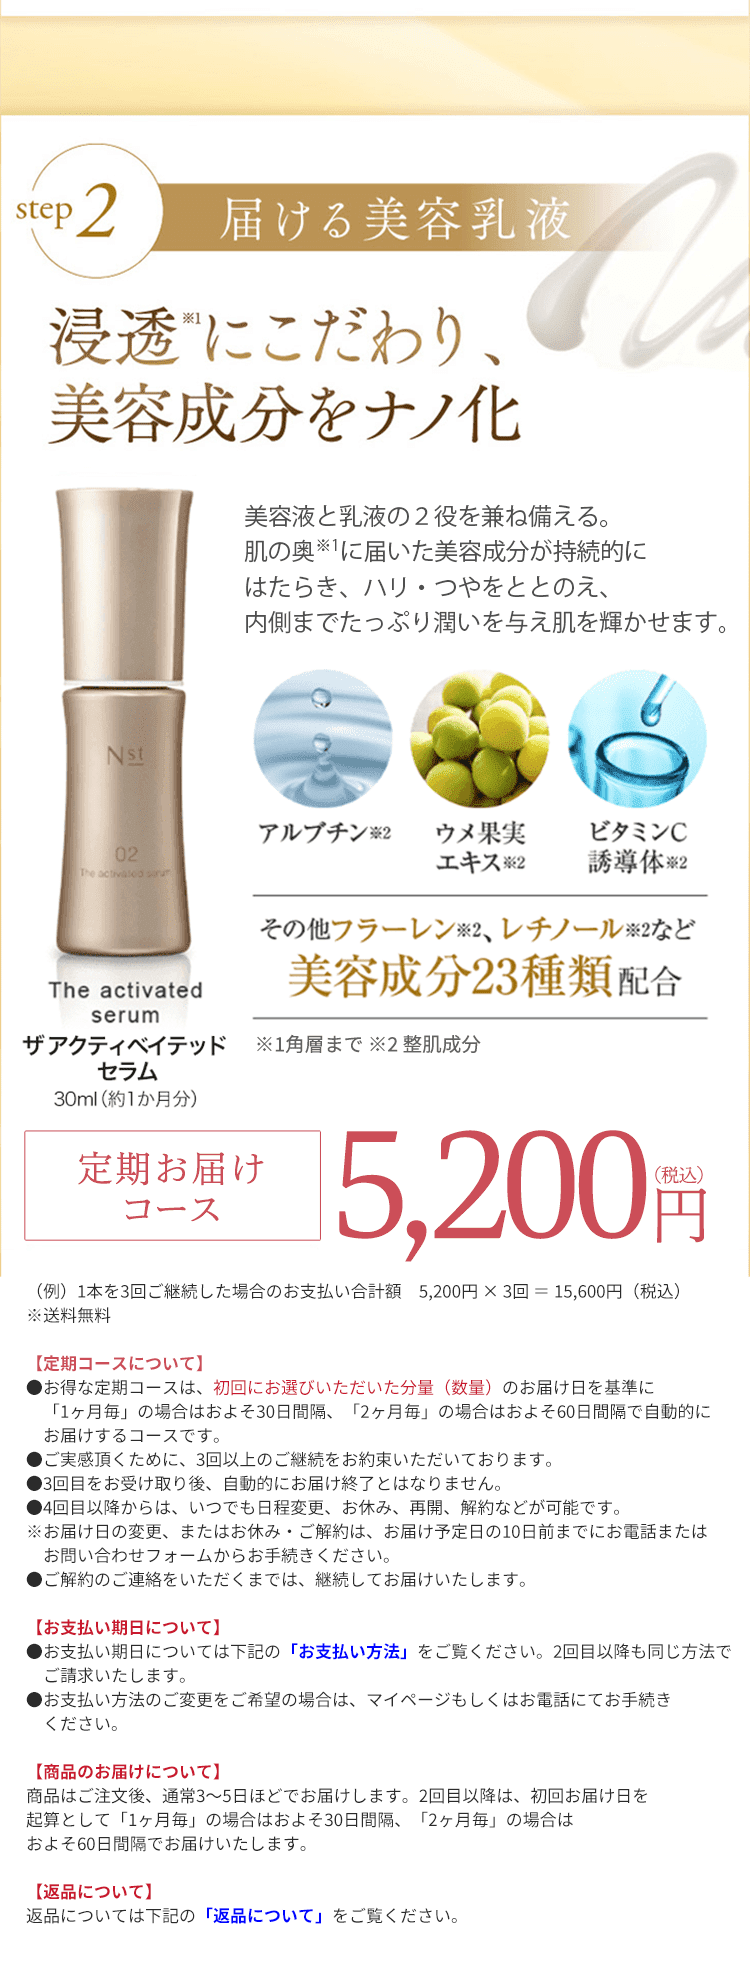 step 2
届ける美容乳液
浸透※1にこだわり、
美容成分をナノ化
美容液と乳液の２役を兼ね備える。
肌の奥※1に届いた美容成分が持続的に
はたらき、ハリ・つやをととのえ、
内側までたっぷり潤いを与え肌を輝かせます。
Nst
02
The activated serum
アルブチン※2
ウメ果実
エキス※2
ビタミンC
誘導体※2
その他フラーレン※2、レチノール※2など
美容成分23種類配合
The activated
serum
ザ アクティベイテッド
セラム
30ml（約1か月分）
※1角層まで ※2 整肌成分
定期お届け
コース
5,200円（税込）
（例）1本を3回ご継続した場合のお支払い合計額　5,200円 × 3回 ＝ 15,600円（税込）
※送料無料
【定期コースについて】
●お得な定期コースは、初回にお選びいただいた分量（数量）のお届け日を基準に
「1ヶ月毎」の場合はおよそ30日間隔、「2ヶ月毎」の場合はおよそ60日間隔で自動的に
お届けするコースです。
●ご実感頂くために、3回以上のご継続をお約束いただいております。
●3回目をお受け取り後、自動的にお届け終了とはなりません。
●4回目以降からは、いつでも日程変更、お休み、再開、解約などが可能です。
※お届け日の変更、またはお休み・ご解約は、お届け予定日の10日前までにお電話または
お問い合わせフォームからお手続きください。
●ご解約のご連絡をいただくまでは、継続してお届けいたします。
【お支払い期日について】
●お支払い期日については下記の「お支払い方法」をご覧ください。2回目以降も同じ方法で
ご請求いたします。
●お支払い方法のご変更をご希望の場合は、マイページもしくはお電話にてお手続き
ください。
【商品のお届けについて】
商品はご注文後、通常3～5日ほどでお届けします。2回目以降は、初回お届け日を
起算として「1ヶ月毎」の場合はおよそ30日間隔、「2ヶ月毎」の場合は
およそ60日間隔でお届けいたします。
【返品について】
返品については下記の「返品について」をご覧ください。